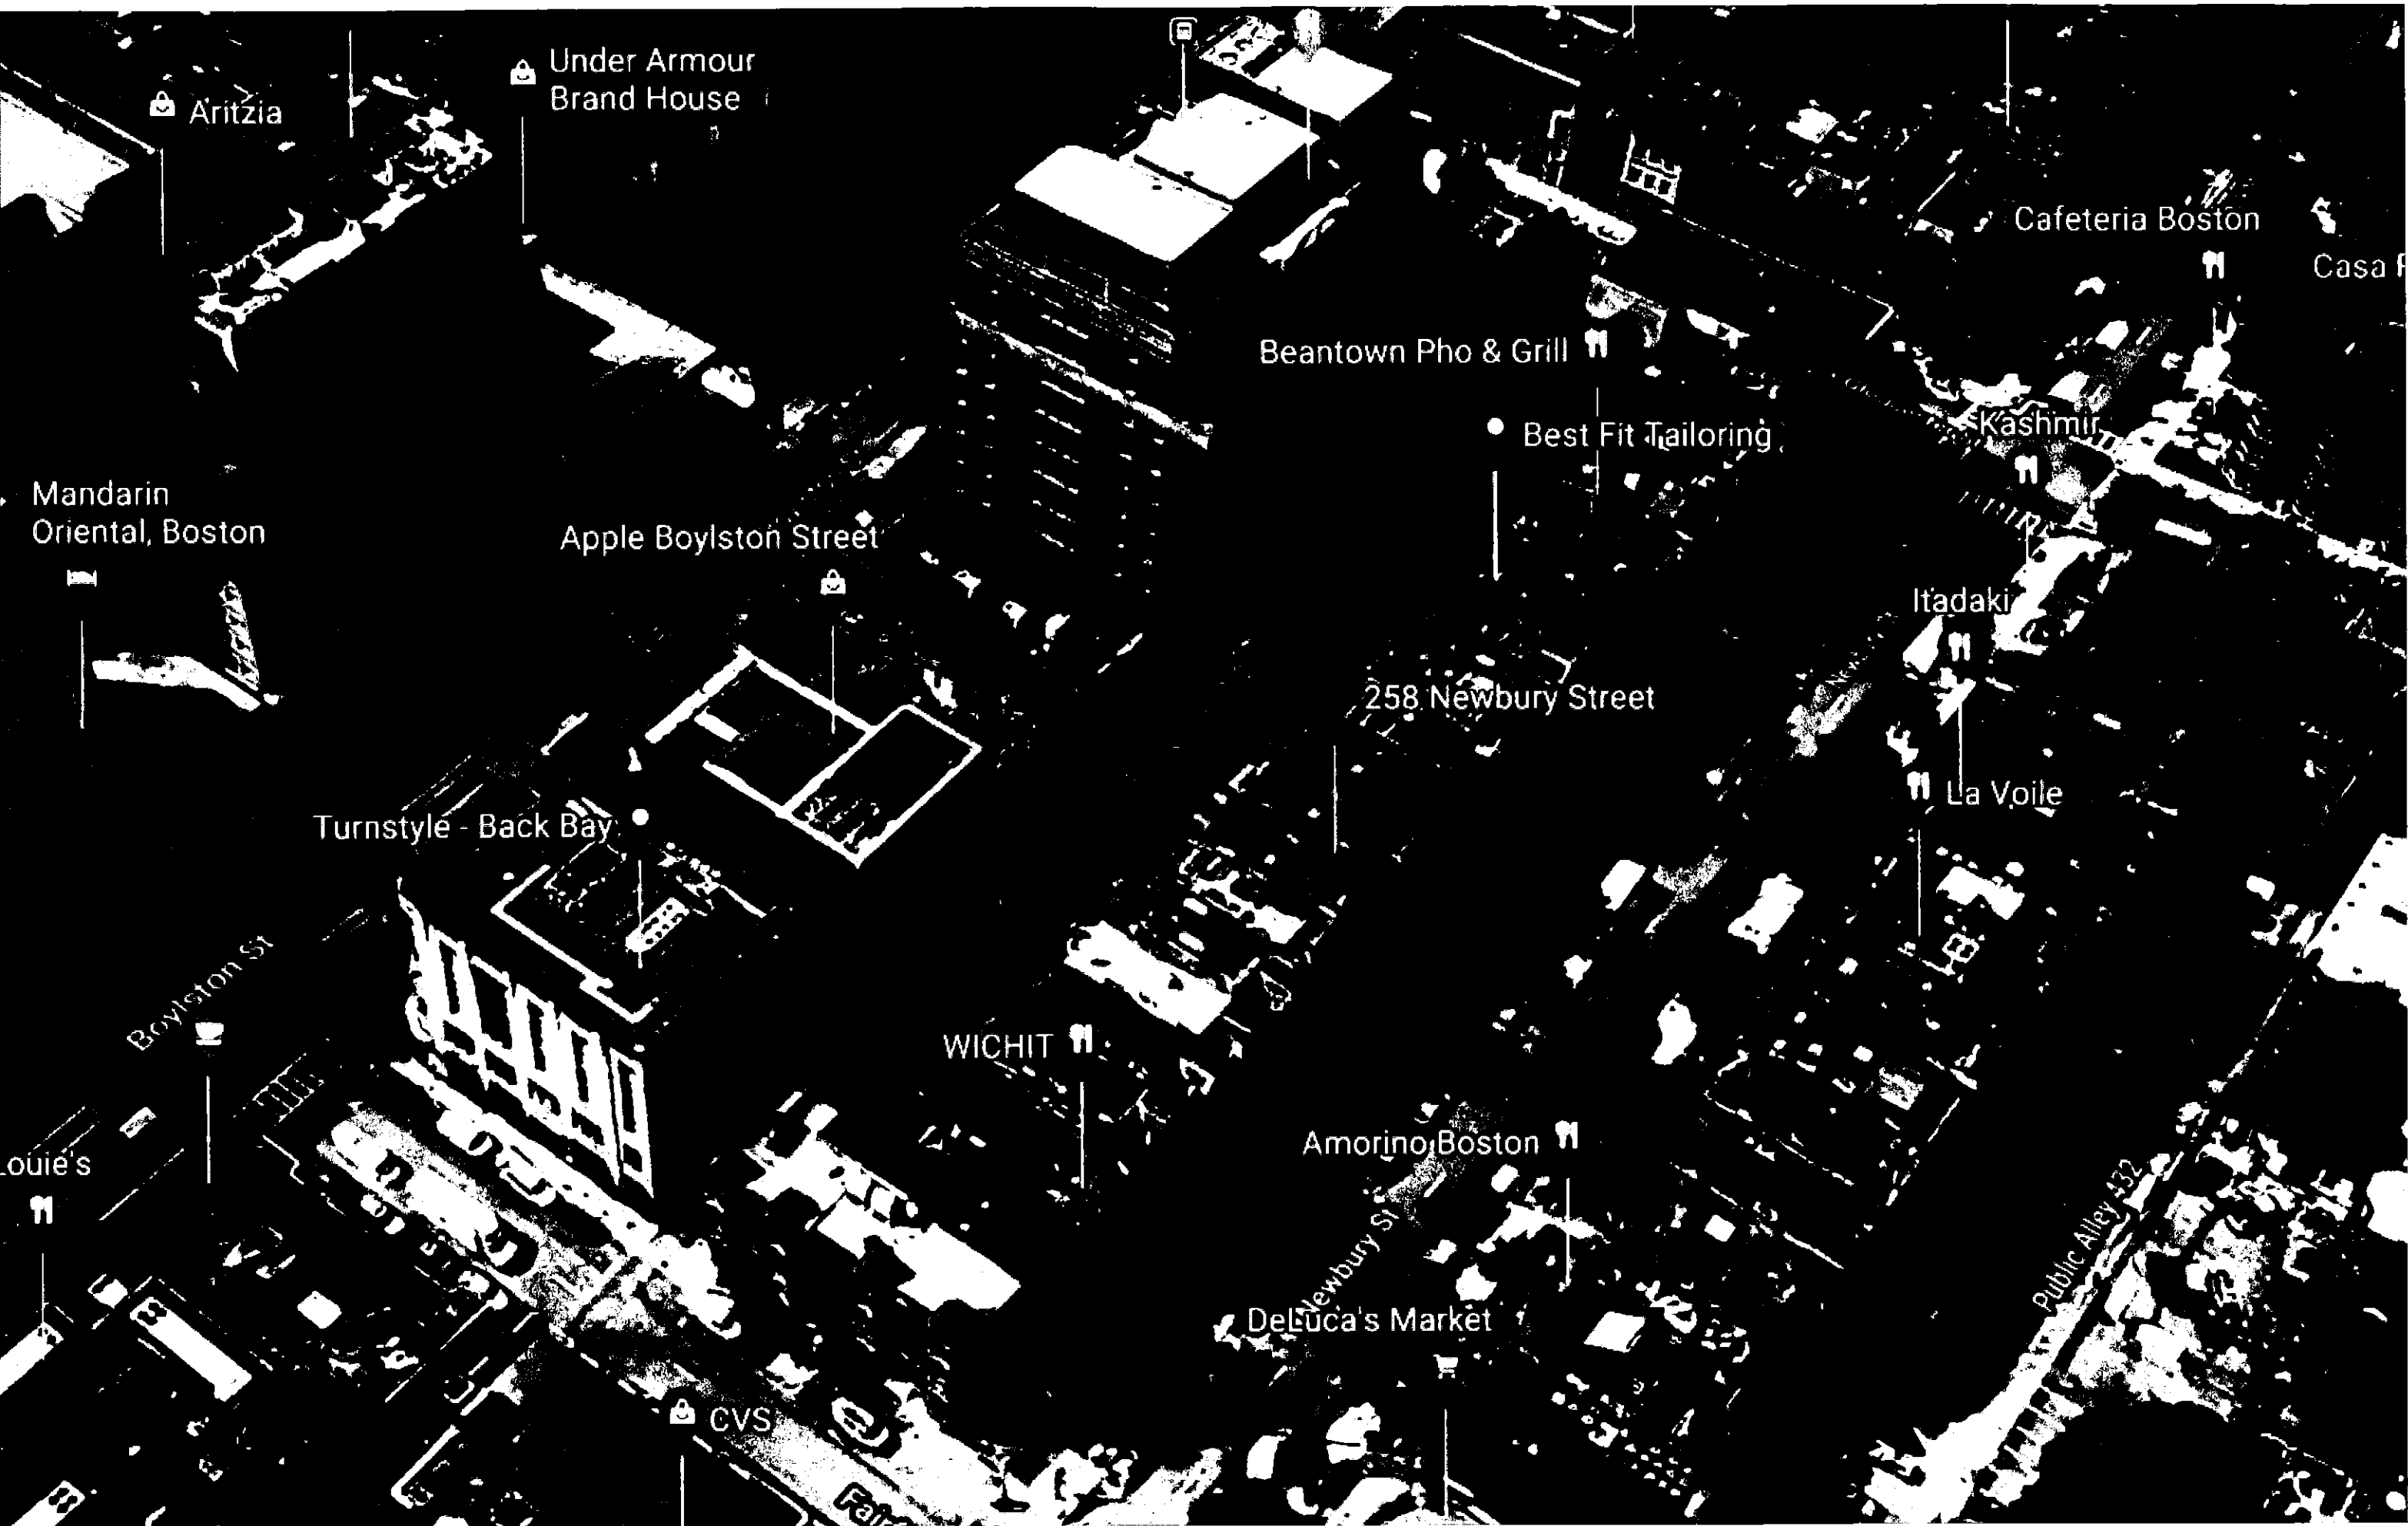 Under Armour
Brand House
Aritzia
Cafeteria Boston
Casa
Beantown Pho & Grill
Kashmir
Best Fit Tailoring
Mandarin
Oriental, Boston
Apple Boylston Street
Itadaki
258 Newbury Street
La Voile
Turnstyle - Back Bay
Boylston St
WICHIT
Amorino Boston
Louie's
Public Alley 432
Newbury St
DeLuca's Market
CVS